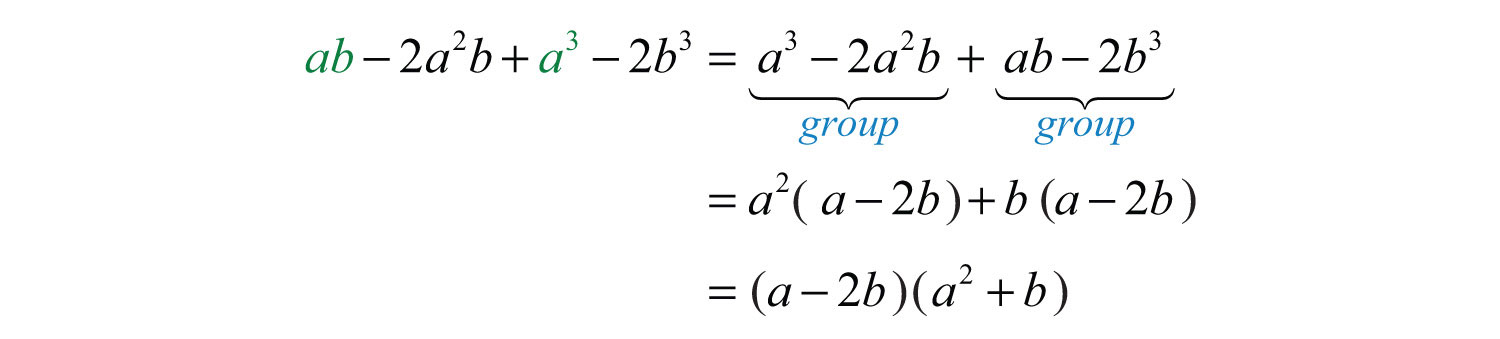 ab − 2a²b + a³ − 2b³ = a³ − 2a²b + ab − 2b³
group group
= a²( a − 2b) + b (a − 2b )
= (a − 2b )(a² + b )